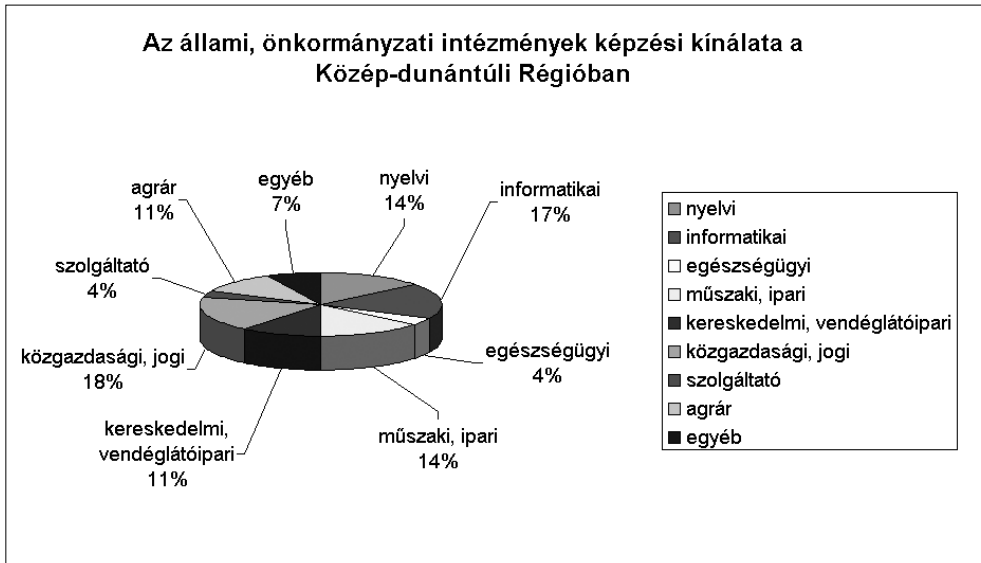 Az állami, önkormányzati intézmények képzési kínálata a
Közép-dunántúli Régióban
agrár
11%
egyéb
7%
nyelvi
14%
informatikai
17%
szolgáltató
4%
közgazdasági, jogi
18%
egészségügyi
4%
kereskedelmi,
vendéglátóipari
11%
műszaki, ipari
14%
nyelvi
informatikai
egészségügyi
műszaki, ipari
kereskedelmi, vendéglátóipari
közgazdasági, jogi
szolgáltató
agrár
egyéb